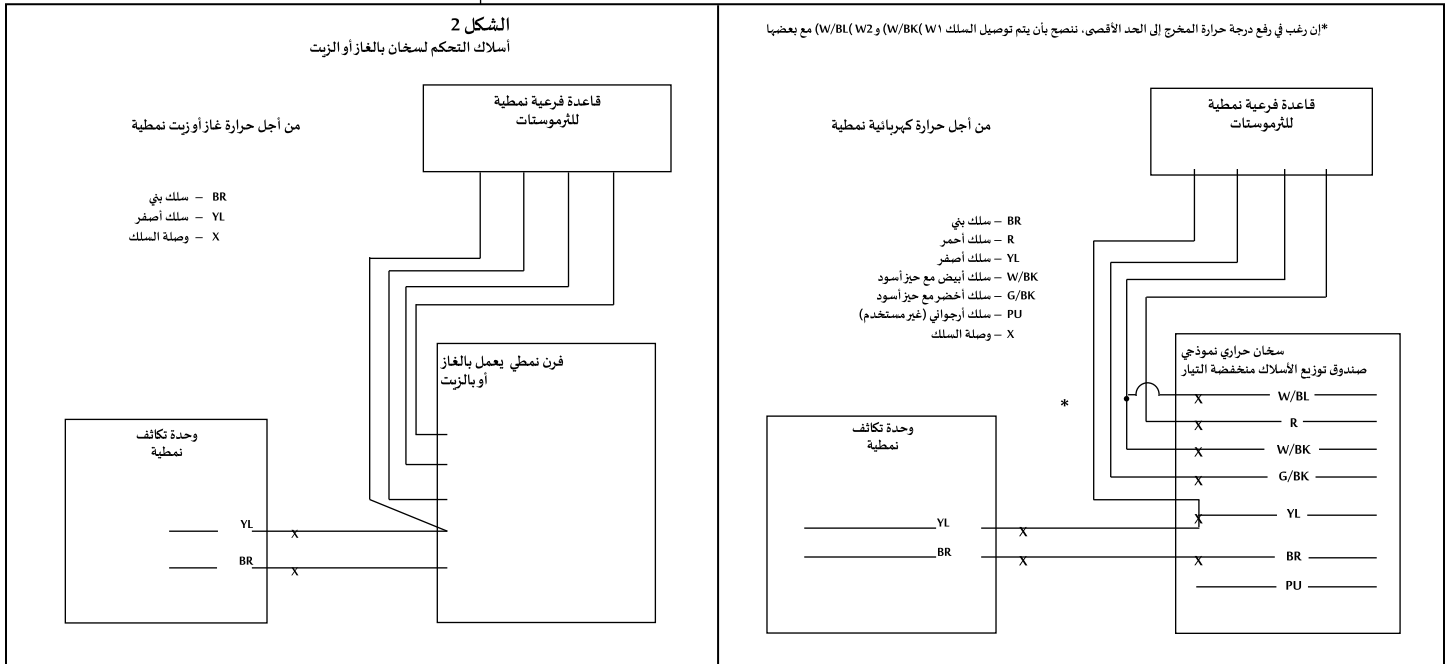 *إن رغب في رفع درجة حرارة المخرج إلى الحد الأقصى، ننصح بأن يتم توصيل السلك W١ (W/BK) و W2 (W/BL) مع بعضها
قاعدة فرعية نمطية
للثرموستات
من أجل حرارة كهربائية نمطية
BR – سلك بني
R – سلك أحمر
YL – سلك أصفر
W/BK – سلك أبيض مع حيز أسود
G/BK – سلك أخضر مع حيز أسود
PU – سلك أرجواني (غير مستخدم)
X – وصلة السلك
سخان حراري نموذجي
صندوق توزيع الأسلاك منخفضة التيار
*
X W/BL
X R
X W/BK
X G/BK
X YL
X BR
PU
وحدة تكاثف
نمطية
YL X
BR X
الشكل 2
أسلاك التحكم لسخان بالغاز أو الزيت
قاعدة فرعية نمطية
للثرموستات
من أجل حرارة غاز أو زيت نمطية
BR – سلك بني
YL – سلك أصفر
X – وصلة السلك
فرن نمطي يعمل بالغاز
أو بالزيت
وحدة تكاثف
نمطية
YL X
BR X